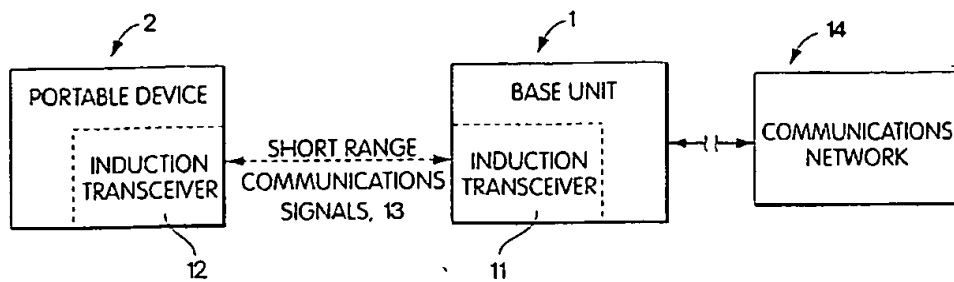 2
1
14
PORTABLE DEVICE
INDUCTION
TRANSCEIVER
12
SHORT RANGE
COMMUNICATIONS
SIGNALS, 13
BASE UNIT
INDUCTION
TRANSCEIVER
11
COMMUNICATIONS
NETWORK